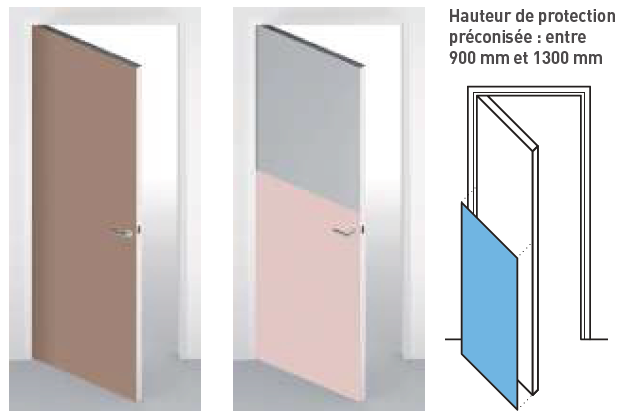 Hauteur de protection
préconisée : entre
900 mm et 1300 mm